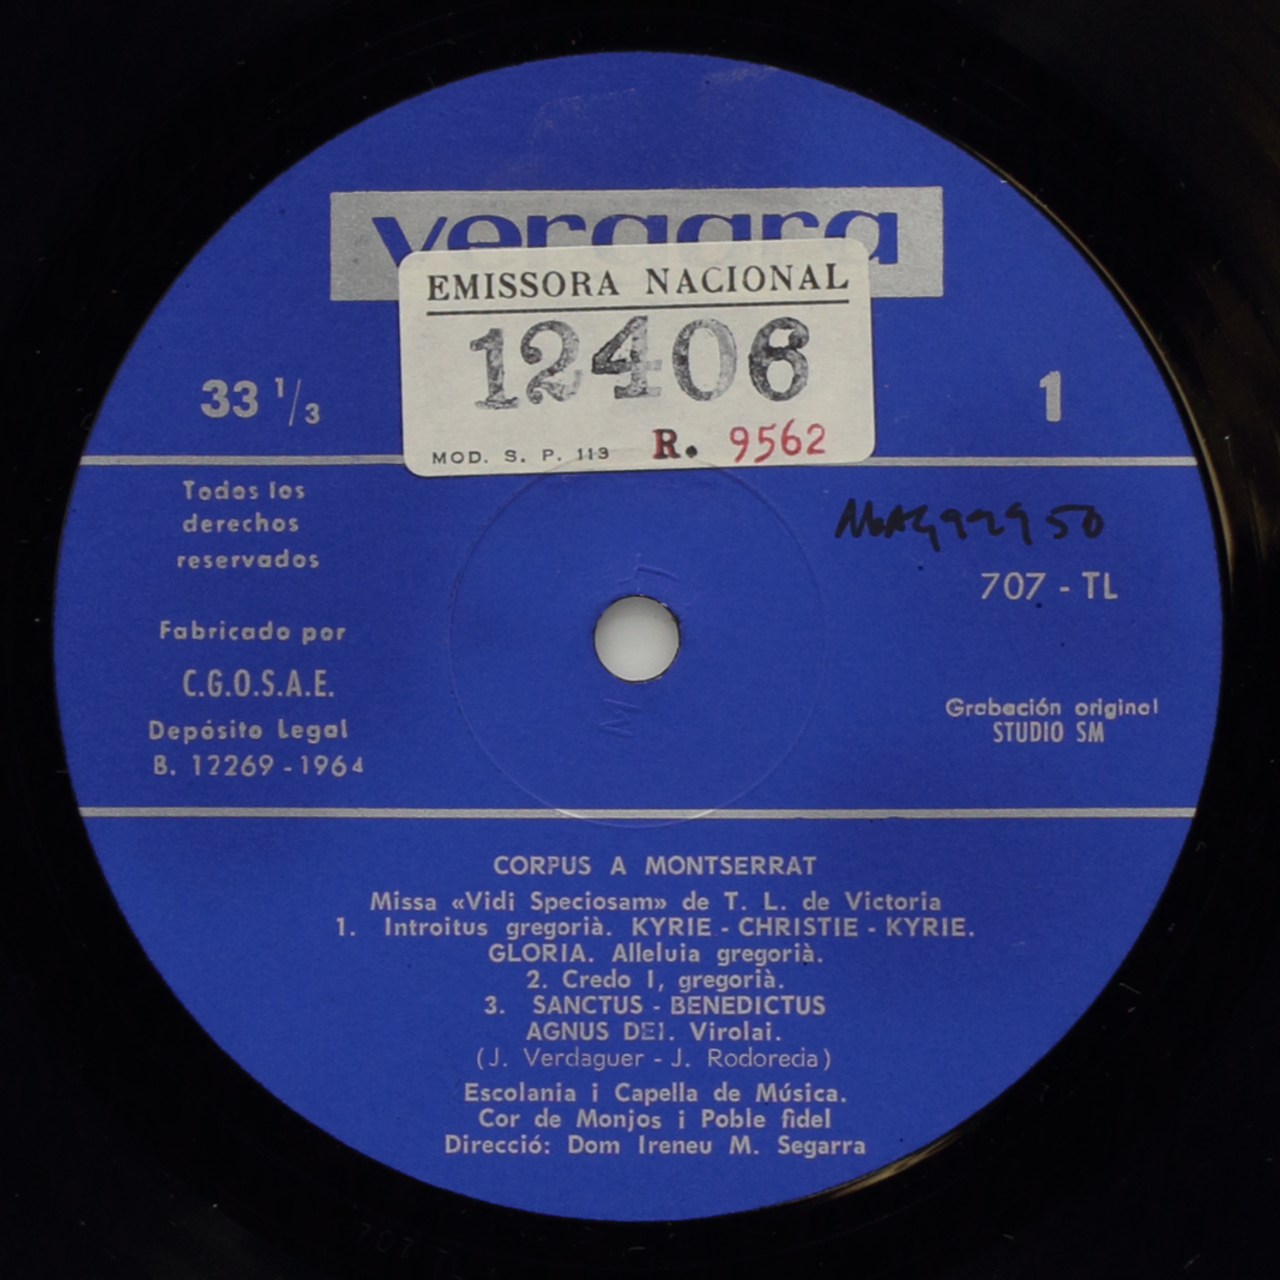 vergara
EMISSORA NACIONAL
12406
MOD. S. P. 113 R. 9562
33 1/3
1
Todos los
derechos
reservados
Fabricado por
C.G.O.S.A.E.
Depósito Legal
B. 12269 - 1964
707 - TL
Grabación original
STUDIO SM
CORPUS A MONTSERRAT
Missa «Vidi Speciosam» de T. L. de Victoria
1. Introitus gregorià. KYRIE - CHRISTIE - KYRIE.
GLORIA. Alleluia gregorià.
2. Credo I, gregorià.
3. SANCTUS - BENEDICTUS
AGNUS DEI. Virolai.
(J. Verdaguer - J. Rodoreda)
Escolania i Capella de Música.
Cor de Monjos i Poble fidel
Direcció: Dom Ireneu M. Segarra